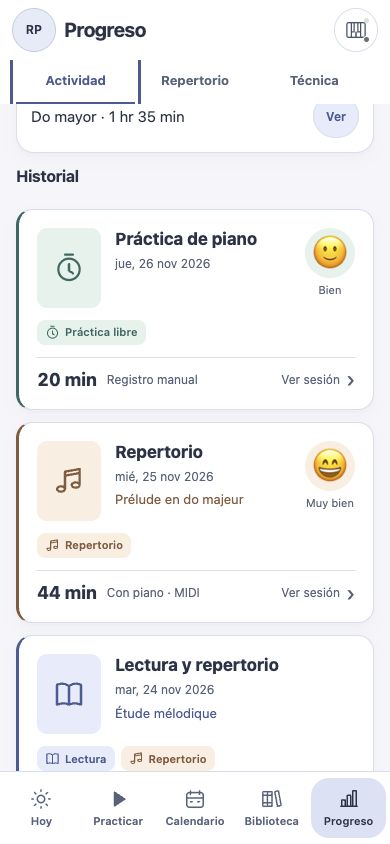 RP Progreso
Actividad Repertorio Técnica
Do mayor · 1 hr 35 min Ver
Historial
Práctica de piano
jue, 26 nov 2026
Bien
Práctica libre
20 min Registro manual Ver sesión
Repertorio
mié, 25 nov 2026
Prélude en do majeur
Muy bien
Repertorio
44 min Con piano · MIDI Ver sesión
Lectura y repertorio
mar, 24 nov 2026
Étude mélodique
Lectura Repertorio
Hoy Practicar Calendario Biblioteca Progreso